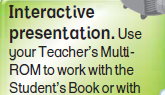 Interactive
presentation. Use
your Teacher's Multi-
ROM to work with the
Student's Book or with